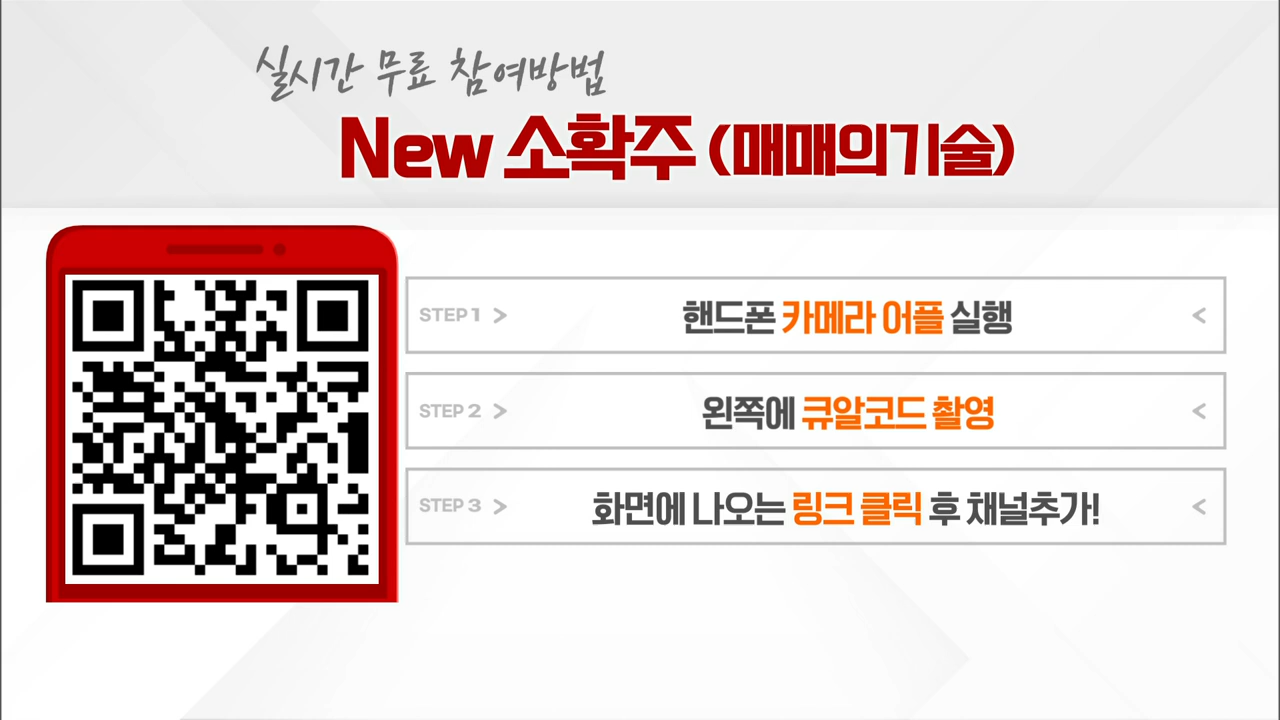 실시간 무료 참여방법
New 소확주 (매매의기술)
STEP 1 > 핸드폰 카메라 어플 실행 <
STEP 2 > 왼쪽에 큐알코드 촬영 <
STEP 3 > 화면에 나오는 링크 클릭 후 채널추가! <